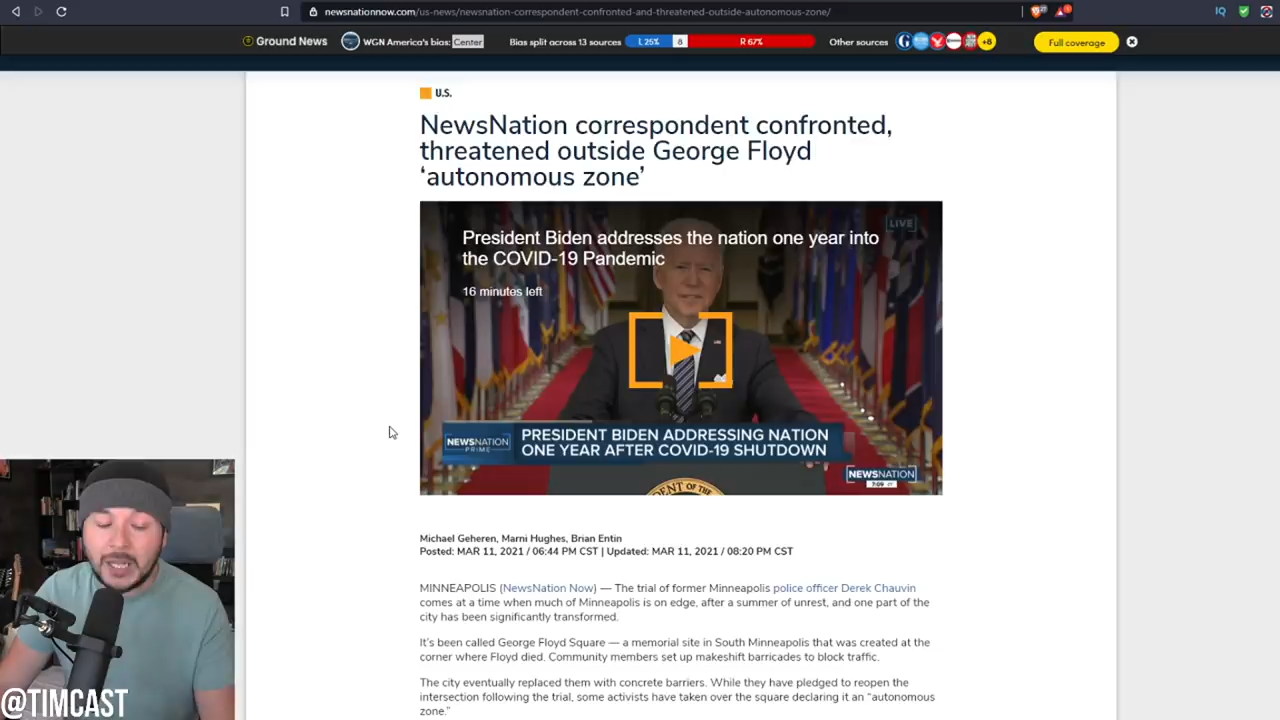 newsnationnow.com/us-news/newsnation-correspondent-confronted-and-threatened-outside-autonomous-zone/
Ground News WGN America's bias: Center Bias split across 13 sources L 25% 8 R 67% Other sources +8 Full coverage
U.S.
NewsNation correspondent confronted,
threatened outside George Floyd
‘autonomous zone’
LIVE
President Biden addresses the nation one year into
the COVID-19 Pandemic
16 minutes left
NEWSNATION
PRIME
PRESIDENT BIDEN ADDRESSING NATION
ONE YEAR AFTER COVID-19 SHUTDOWN
NEWSNATION
7:09 CT
ENT OF THE
Michael Geheren, Marni Hughes, Brian Entin
Posted: MAR 11, 2021 / 06:44 PM CST | Updated: MAR 11, 2021 / 08:20 PM CST
MINNEAPOLIS (NewsNation Now) — The trial of former Minneapolis police officer Derek Chauvin
comes at a time when much of Minneapolis is on edge, after a summer of unrest, and one part of the
city has been significantly transformed.
It’s been called George Floyd Square — a memorial site in South Minneapolis that was created at the
corner where Floyd died. Community members set up makeshift barricades to block traffic.
The city eventually replaced them with concrete barriers. While they have pledged to reopen the
intersection following the trial, some activists have taken over the square declaring it an “autonomous
zone.”
@TIMCAST